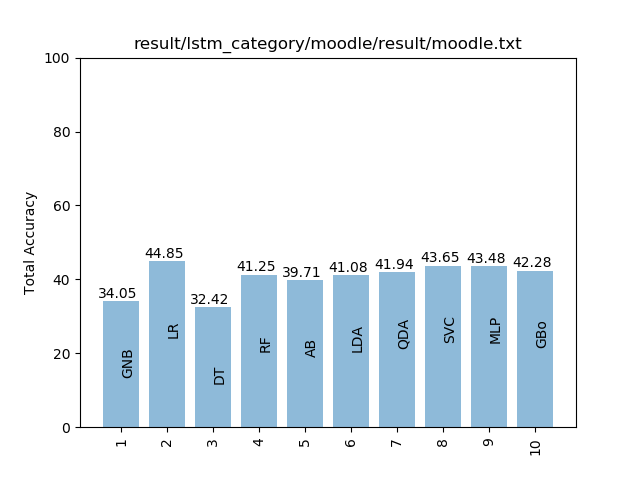 result/lstm_category/moodle/result/moodle.txt
Total Accuracy
100
80
60
40
20
0
34.05
44.85
32.42
41.25
39.71
41.08
41.94
43.65
43.48
42.28
GNB
LR
DT
RF
AB
LDA
QDA
SVC
MLP
GBo
1
2
3
4
5
6
7
8
9
10